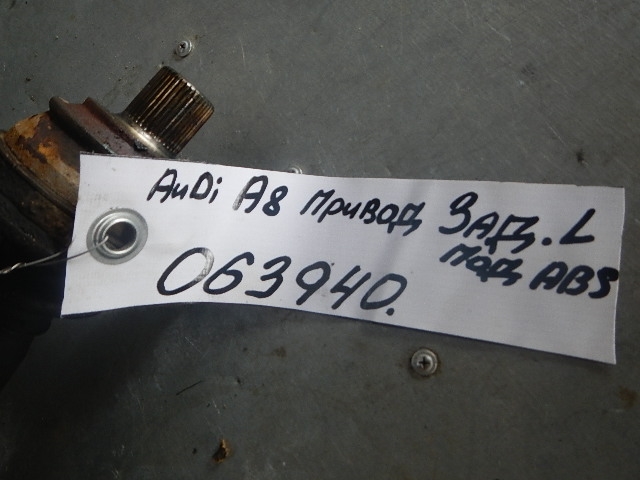 AuDi A8 Привод ЗАД. L
под ABS
063940.